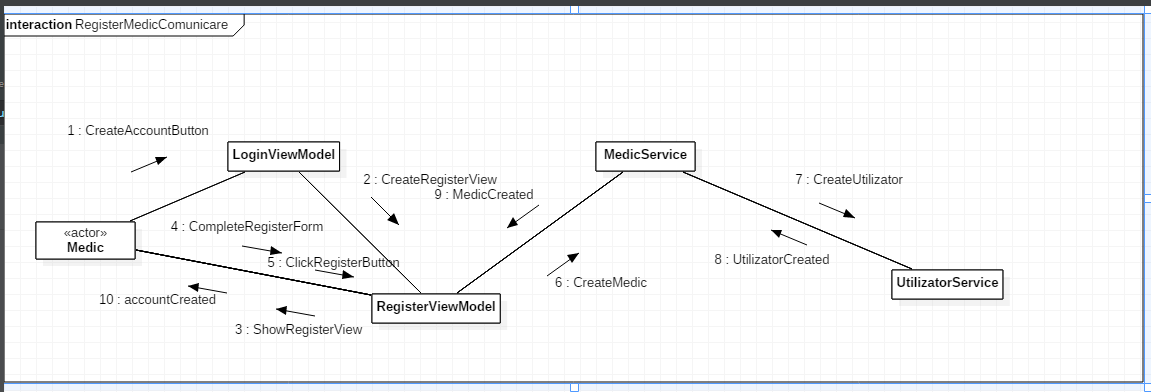 interaction RegisterMedicComunicare
1 : CreateAccountButton
LoginViewModel
MedicService
2 : CreateRegisterView
9 : MedicCreated
7 : CreateUtilizator
«actor»
Medic
4 : CompleteRegisterForm
5 : ClickRegisterButton
8 : UtilizatorCreated
6 : CreateMedic
UtilizatorService
10 : accountCreated
RegisterViewModel
3 : ShowRegisterView